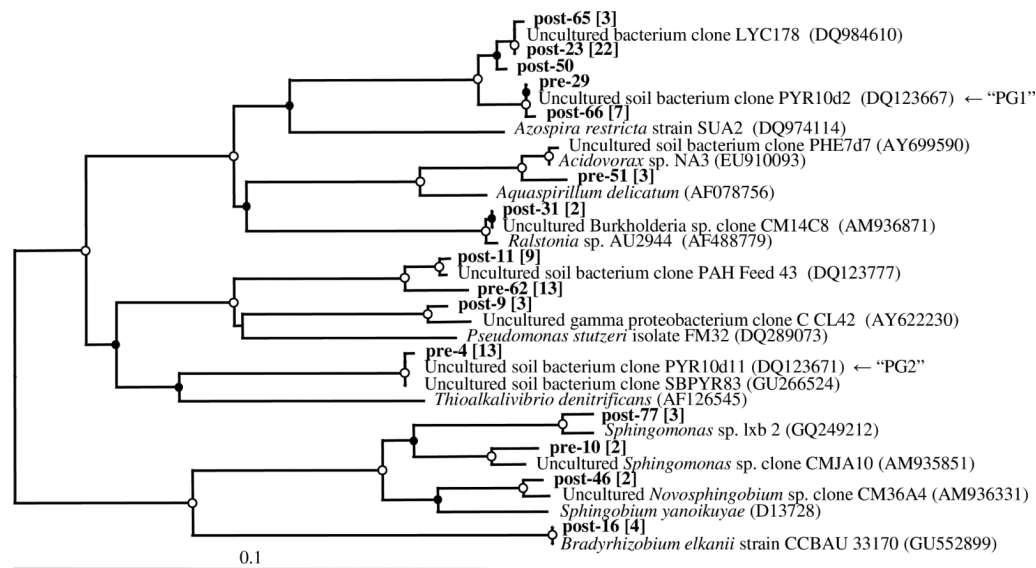 post-65 [3]
Uncultured bacterium clone LYC178 (DQ984610)
post-23 [22]
post-50
pre-29
Uncultured soil bacterium clone PYR10d2 (DQ123667) ← “PG1”
post-66 [7]
Azospira restricta strain SUA2 (DQ974114)
Uncultured soil bacterium clone PHE7d7 (AY699590)
Acidovorax sp. NA3 (EU910093)
pre-51 [3]
Aquaspirillum delicatum (AF078756)
post-31 [2]
Uncultured Burkholderia sp. clone CM14C8 (AM936871)
Ralstonia sp. AU2944 (AF488779)
post-11 [9]
Uncultured soil bacterium clone PAH Feed 43 (DQ123777)
pre-62 [13]
post-9 [3]
Uncultured gamma proteobacterium clone C CL42 (AY622230)
Pseudomonas stutzeri isolate FM32 (DQ289073)
pre-4 [13]
Uncultured soil bacterium clone PYR10d11 (DQ123671) ← “PG2”
Uncultured soil bacterium clone SBPYR83 (GU266524)
Thioalkalivibrio denitrificans (AF126545)
post-77 [3]
Sphingomonas sp. lxb 2 (GQ249212)
pre-10 [2]
Uncultured Sphingomonas sp. clone CMJA10 (AM935851)
post-46 [2]
Uncultured Novosphingobium sp. clone CM36A4 (AM936331)
Sphingobium yanoikuyae (D13728)
post-16 [4]
Bradyrhizobium elkanii strain CCBAU 33170 (GU552899)
0.1